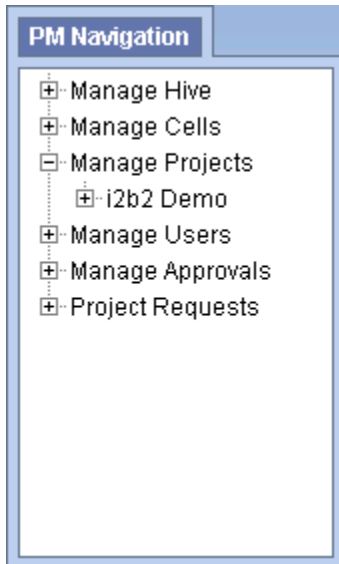 PM Navigation
Manage Hive
Manage Cells
Manage Projects
i2b2 Demo
Manage Users
Manage Approvals
Project Requests